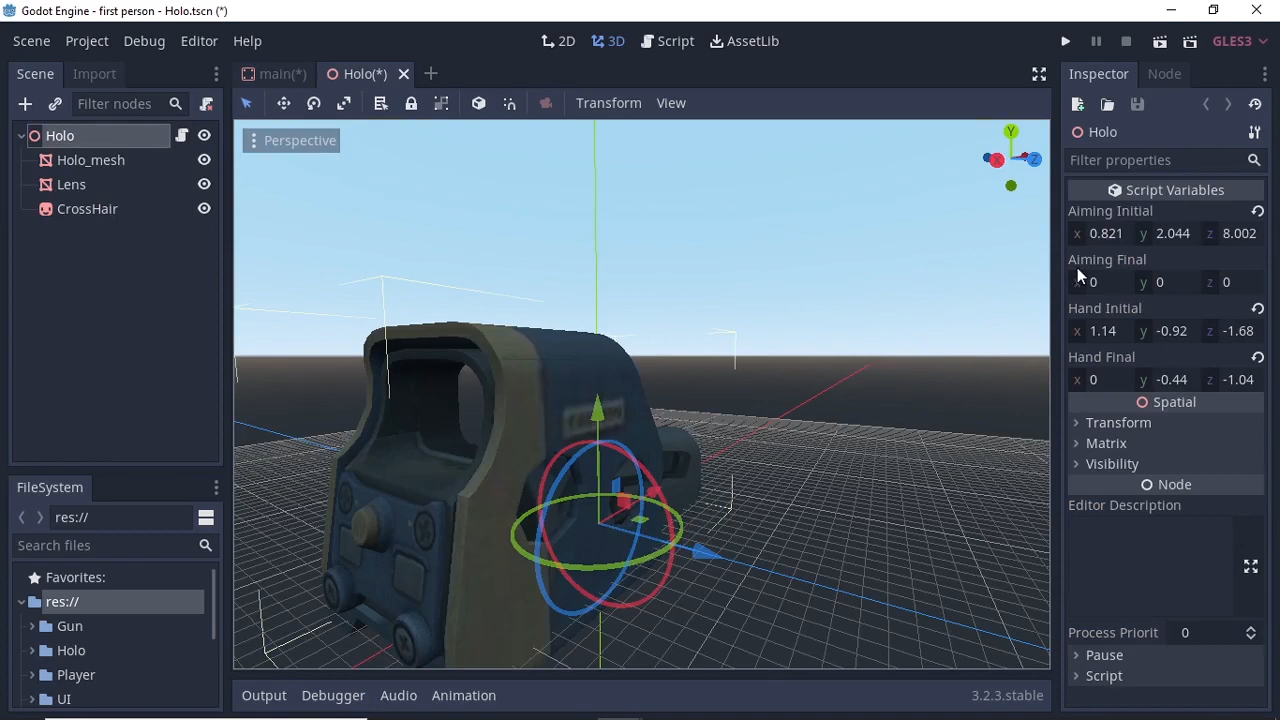 Godot Engine - first person - Holo.tscn (*)
Scene Project Debug Editor Help
2D 3D Script AssetLib
GLES3
Scene Import
main(*) Holo(*)
Inspector Node
Filter nodes
Transform View
Holo
Holo_mesh
Lens
CrossHair
Perspective
Y
Z
Holo
Filter properties
Script Variables
Aiming Initial
x 0.821 y 2.044 z 8.002
Aiming Final
x 0 y 0 z 0
Hand Initial
x 1.14 y -0.92 z -1.68
Hand Final
x 0 y -0.44 z -1.04
Spatial
Transform
Matrix
Visibility
Node
Editor Description
Process Priorit 0
Pause
Script
FileSystem
res://
Search files
Favorites:
res://
Gun
Holo
Player
UI
Output Debugger Audio Animation 3.2.3.stable